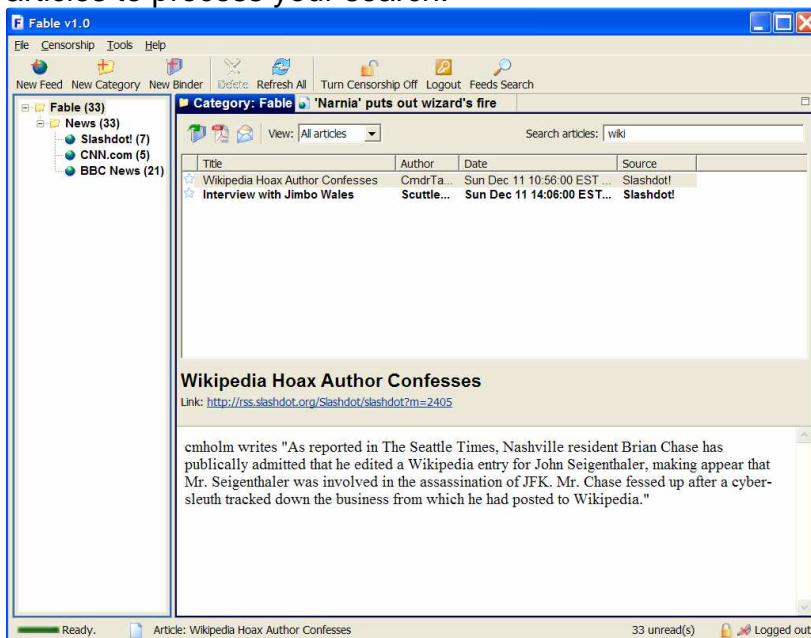 articles to process your search.
Fable v1.0
File Censorship Tools Help
New Feed New Category New Binder Delete Refresh All Turn Censorship Off Logout Feeds Search
Fable (33)
News (33)
Slashdot! (7)
CNN.com (5)
BBC News (21)
Category: Fable 'Narnia' puts out wizard's fire
View: All articles Search articles: wiki
Title Author Date Source
Wikipedia Hoax Author Confesses CmdrTa... Sun Dec 11 10:56:00 EST ... Slashdot!
Interview with Jimbo Wales Scuttle... Sun Dec 11 14:06:00 EST... Slashdot!
Wikipedia Hoax Author Confesses
Link: http://rss.slashdot.org/Slashdot/slashdot?m=2405
cmholm writes "As reported in The Seattle Times, Nashville resident Brian Chase has
publically admitted that he edited a Wikipedia entry for John Seigenthaler, making appear that
Mr. Seigenthaler was involved in the assassination of JFK. Mr. Chase fessed up after a cyber-
sleuth tracked down the business from which he had posted to Wikipedia."
Ready. Article: Wikipedia Hoax Author Confesses 33 unread(s) Logged out